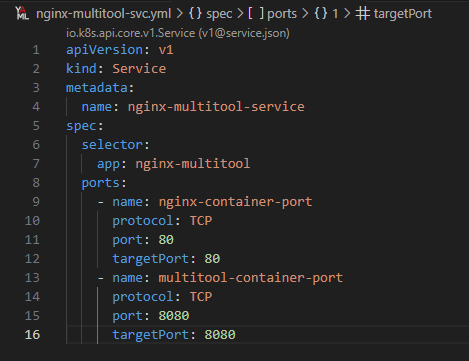 YAML nginx-multitool-svc.yml > {} spec > [ ] ports > {} 1 > # targetPort
io.k8s.api.core.v1.Service (v1@service.json)
1 apiVersion: v1
2 kind: Service
3 metadata:
4   name: nginx-multitool-service
5 spec:
6   selector:
7     app: nginx-multitool
8   ports:
9     - name: nginx-container-port
10       protocol: TCP
11       port: 80
12       targetPort: 80
13     - name: multitool-container-port
14       protocol: TCP
15       port: 8080
16       targetPort: 8080